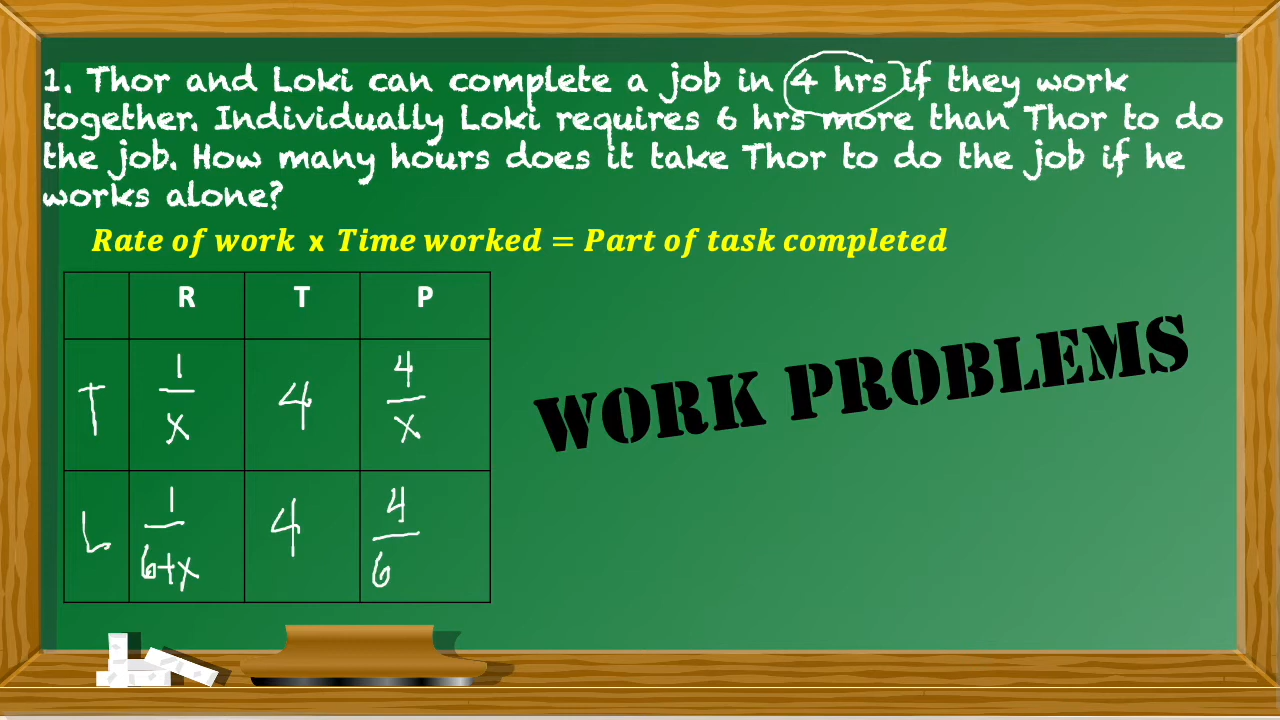 1. Thor and Loki can complete a job in 4 hrs if they work
together. Individually Loki requires 6 hrs more than Thor to do
the job. How many hours does it take Thor to do the job if he
works alone?
Rate of work x Time worked = Part of task completed
R T P
T 1/x 4 4/x
L 1/6+x 4 4/6
WORK PROBLEMS